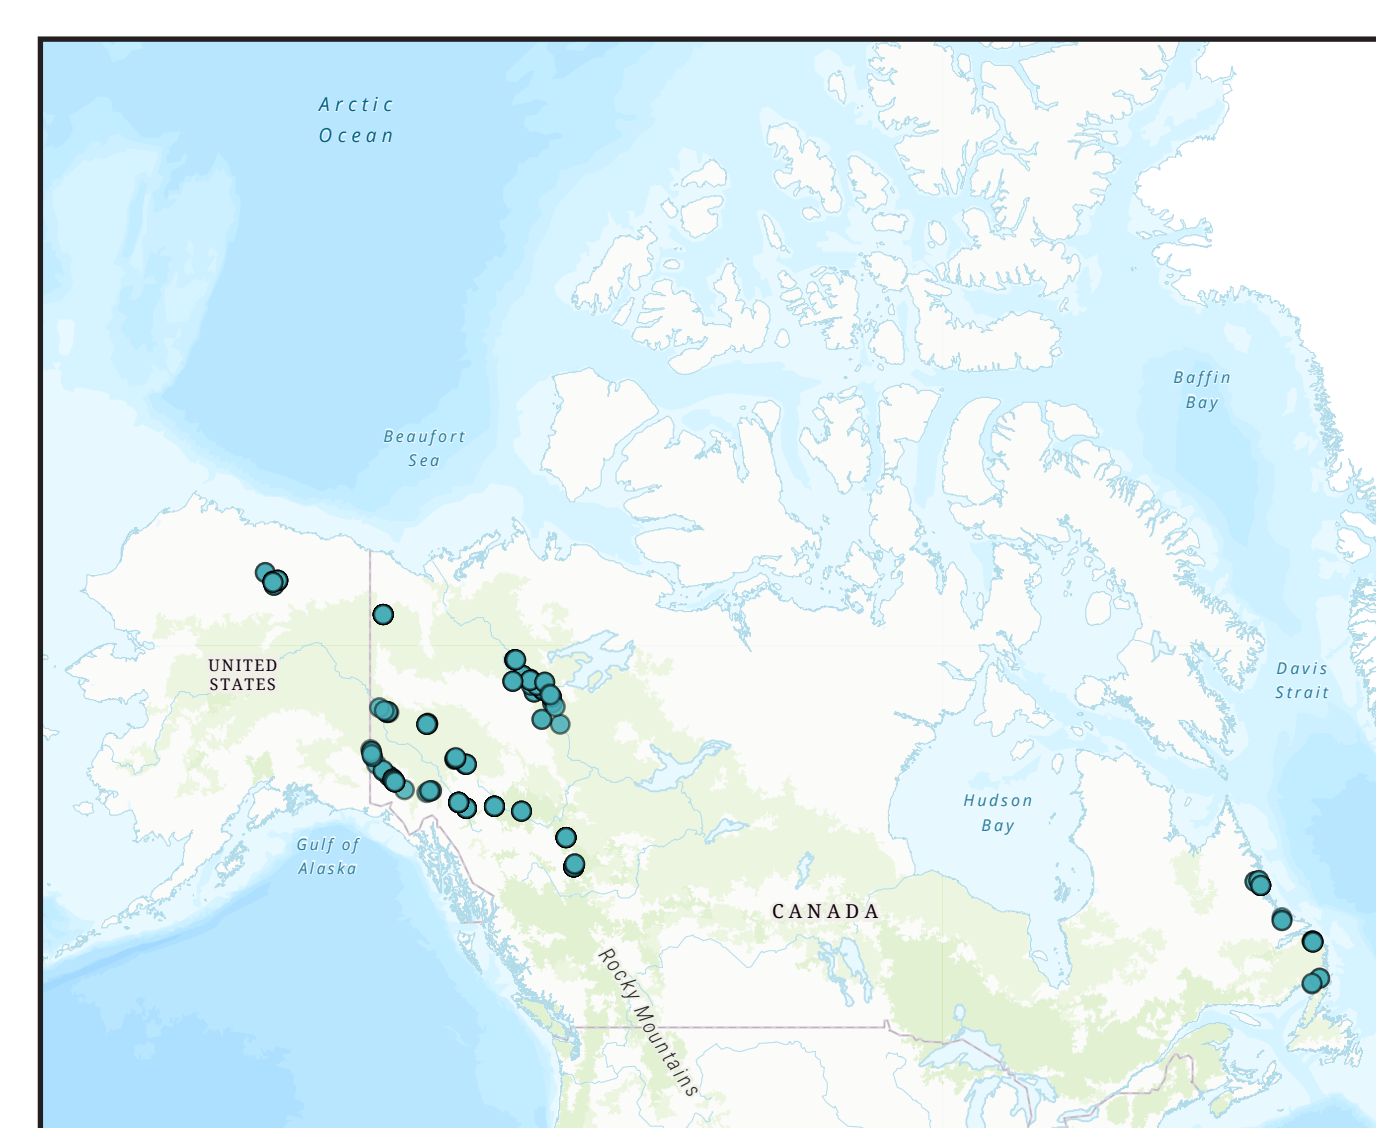 Arctic
Ocean
Baffin
Bay
Beaufort
Sea
UNITED
STATES
Davis
Strait
Hudson
Bay
Gulf of
Alaska
CANADA
Rocky Mountains